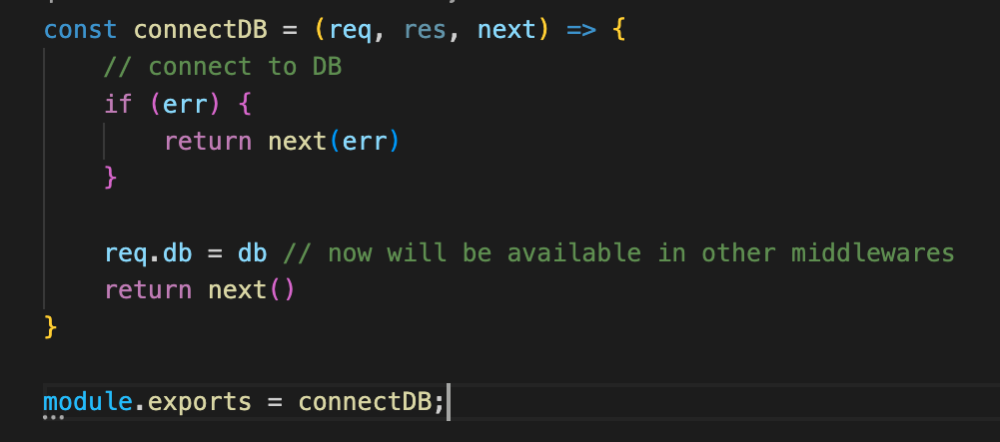 const connectDB = (req, res, next) => {
    // connect to DB
    if (err) {
        return next(err)
    }

    req.db = db // now will be available in other middlewares
    return next()
}

module.exports = connectDB;